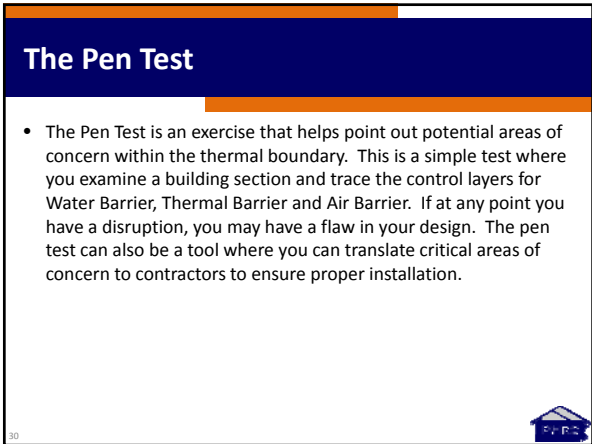 The Pen Test
• The Pen Test is an exercise that helps point out potential areas of
concern within the thermal boundary.  This is a simple test where
you examine a building section and trace the control layers for
Water Barrier, Thermal Barrier and Air Barrier.  If at any point you
have a disruption, you may have a flaw in your design.  The pen
test can also be a tool where you can translate critical areas of
concern to contractors to ensure proper installation.
30